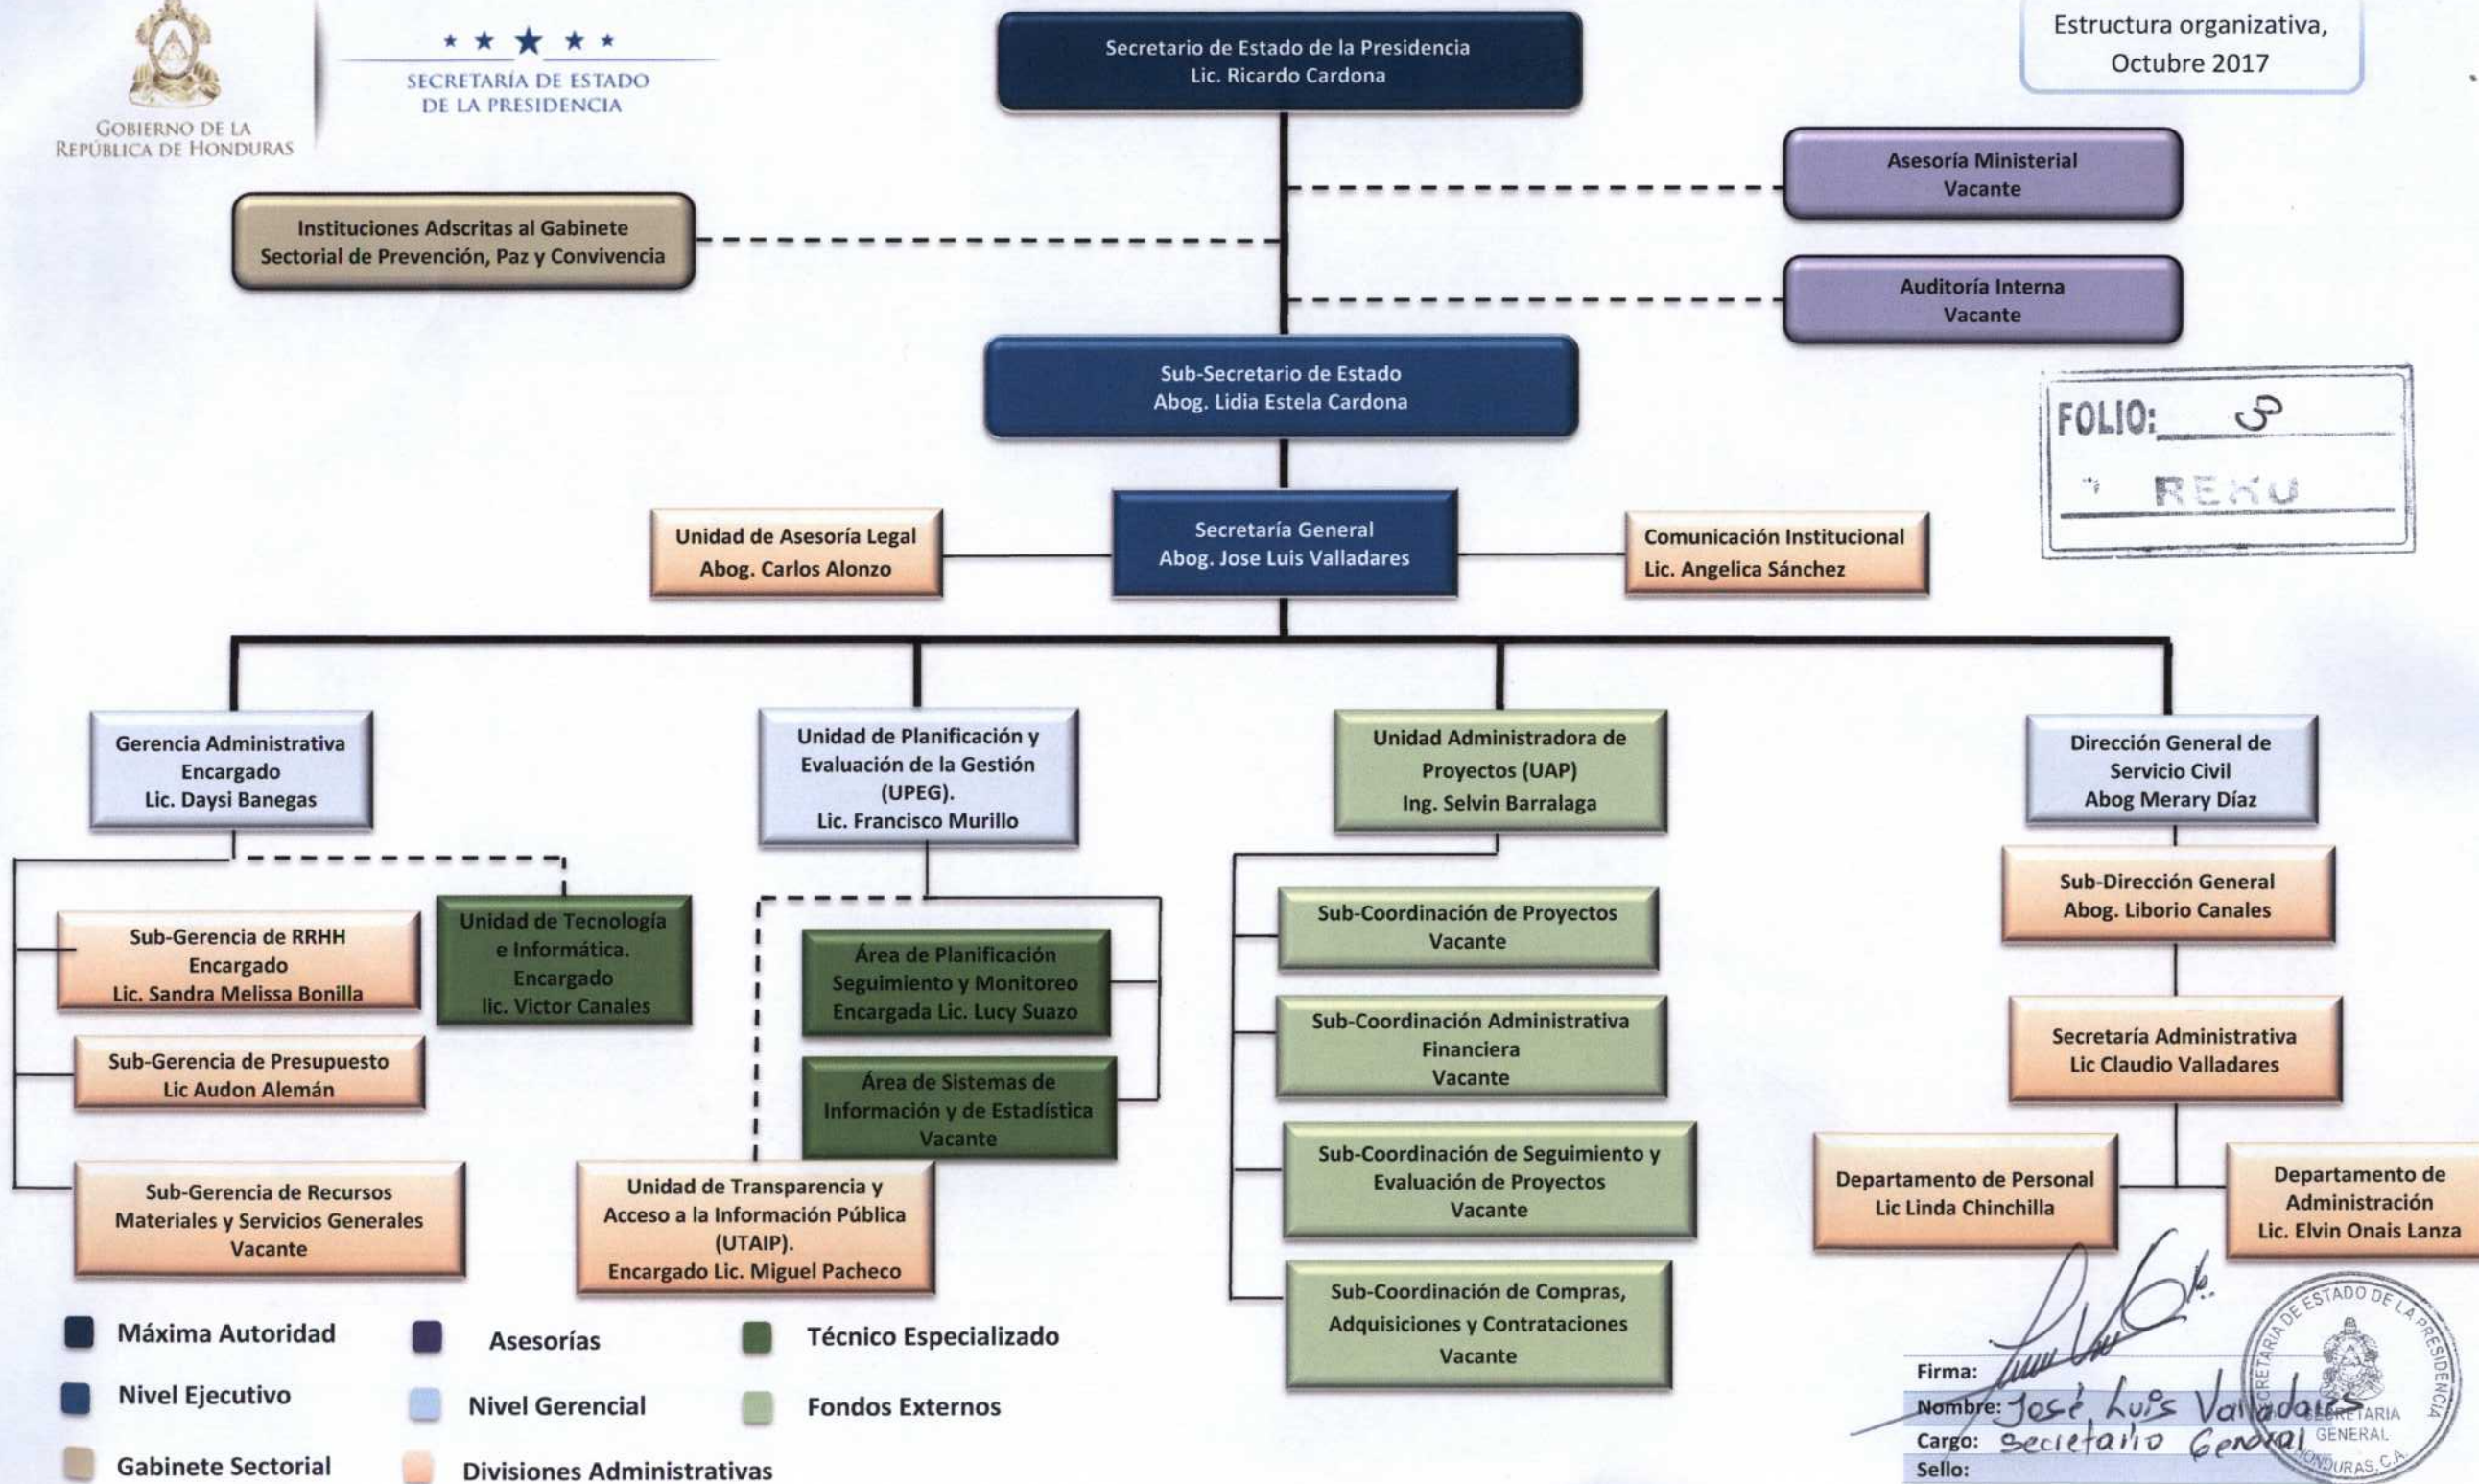 GOBIERNO DE LA
REPÚBLICA DE HONDURAS
SECRETARÍA DE ESTADO
DE LA PRESIDENCIA
Secretario de Estado de la Presidencia
Lic. Ricardo Cardona
Estructura organizativa,
Octubre 2017
Asesoría Ministerial
Vacante
Instituciones Adscritas al Gabinete
Sectorial de Prevención, Paz y Convivencia
Auditoría Interna
Vacante
Sub-Secretario de Estado
Abog. Lidia Estela Cardona
FOLIO:
Unidad de Asesoría Legal
Abog. Carlos Alonzo
Secretaría General
Abog. Jose Luis Valladares
Comunicación Institucional
Lic. Angelica Sánchez
Gerencia Administrativa
Encargado
Lic. Daysi Banegas
Unidad de Planificación y
Evaluación de la Gestión
(UPEG).
Lic. Francisco Murillo
Unidad Administradora de
Proyectos (UAP)
Ing. Selvin Barralaga
Dirección General de
Servicio Civil
Abog Merary Díaz
Sub-Gerencia de RRHH
Encargado
Lic. Sandra Melissa Bonilla
Unidad de Tecnología
e Informática.
Encargado
lic. Victor Canales
Sub-Gerencia de Presupuesto
Lic Audon Alemán
Sub-Gerencia de Recursos
Materiales y Servicios Generales
Vacante
Área de Planificación
Seguimiento y Monitoreo
Encargada Lic. Lucy Suazo
Área de Sistemas de
Información y de Estadística
Vacante
Unidad de Transparencia y
Acceso a la Información Pública
(UTAIP).
Encargado Lic. Miguel Pacheco
Sub-Coordinación de Proyectos
Vacante
Sub-Coordinación Administrativa
Financiera
Vacante
Sub-Coordinación de Seguimiento y
Evaluación de Proyectos
Vacante
Sub-Coordinación de Compras,
Adquisiciones y Contrataciones
Vacante
Sub-Dirección General
Abog. Liborio Canales
Secretaría Administrativa
Lic Claudio Valladares
Departamento de Personal
Lic Linda Chinchilla
Departamento de
Administración
Lic. Elvin Onais Lanza
Máxima Autoridad
Asesorías
Técnico Especializado
Nivel Ejecutivo
Nivel Gerencial
Fondos Externos
Gabinete Sectorial
Divisiones Administrativas
Firma:
Nombre: José Luis Valladares
Cargo: Secretario General
Sello:
SECRETARIA DE ESTADO DE LA PRESIDENCIA
SECRETARIA
GENERAL
HONDURAS, C.A.